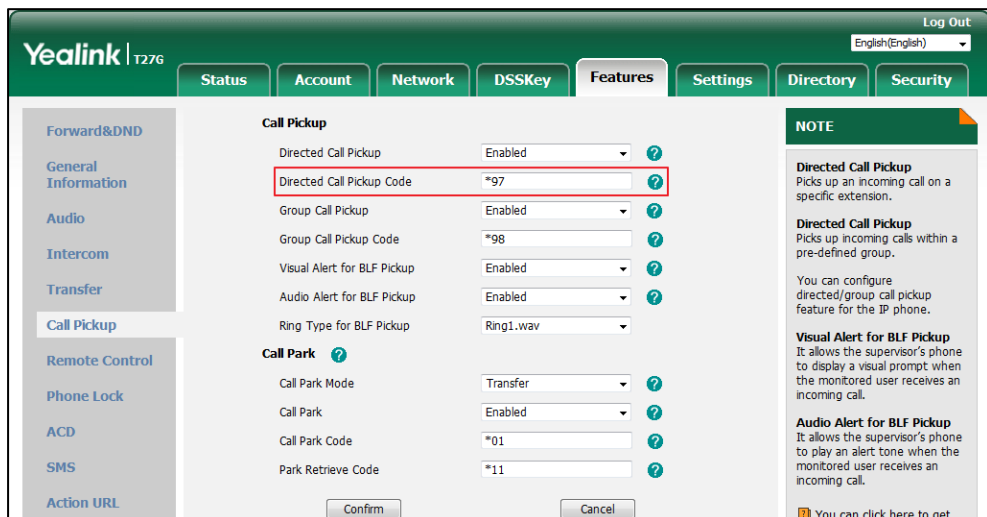 Log Out
English(English)
Yealink T27G
Status Account Network DSSKey Features Settings Directory Security
Forward&DND
General
Information
Audio
Intercom
Transfer
Call Pickup
Remote Control
Phone Lock
ACD
SMS
Action URL
Call Pickup
Directed Call Pickup Enabled ?
Directed Call Pickup Code *97 ?
Group Call Pickup Enabled ?
Group Call Pickup Code *98 ?
Visual Alert for BLF Pickup Enabled ?
Audio Alert for BLF Pickup Enabled ?
Ring Type for BLF Pickup Ring1.wav
Call Park ?
Call Park Mode Transfer ?
Call Park Enabled ?
Call Park Code *01 ?
Park Retrieve Code *11 ?
Confirm Cancel
NOTE
Directed Call Pickup
Picks up an incoming call on a
specific extension.
Directed Call Pickup
Picks up incoming calls within a
pre-defined group.
You can configure
directed/group call pickup
feature for the IP phone.
Visual Alert for BLF Pickup
It allows the supervisor's phone
to display a visual prompt when
the monitored user receives an
incoming call.
Audio Alert for BLF Pickup
It allows the supervisor's phone
to play an alert tone when the
monitored user receives an
incoming call.
? You can click here to get